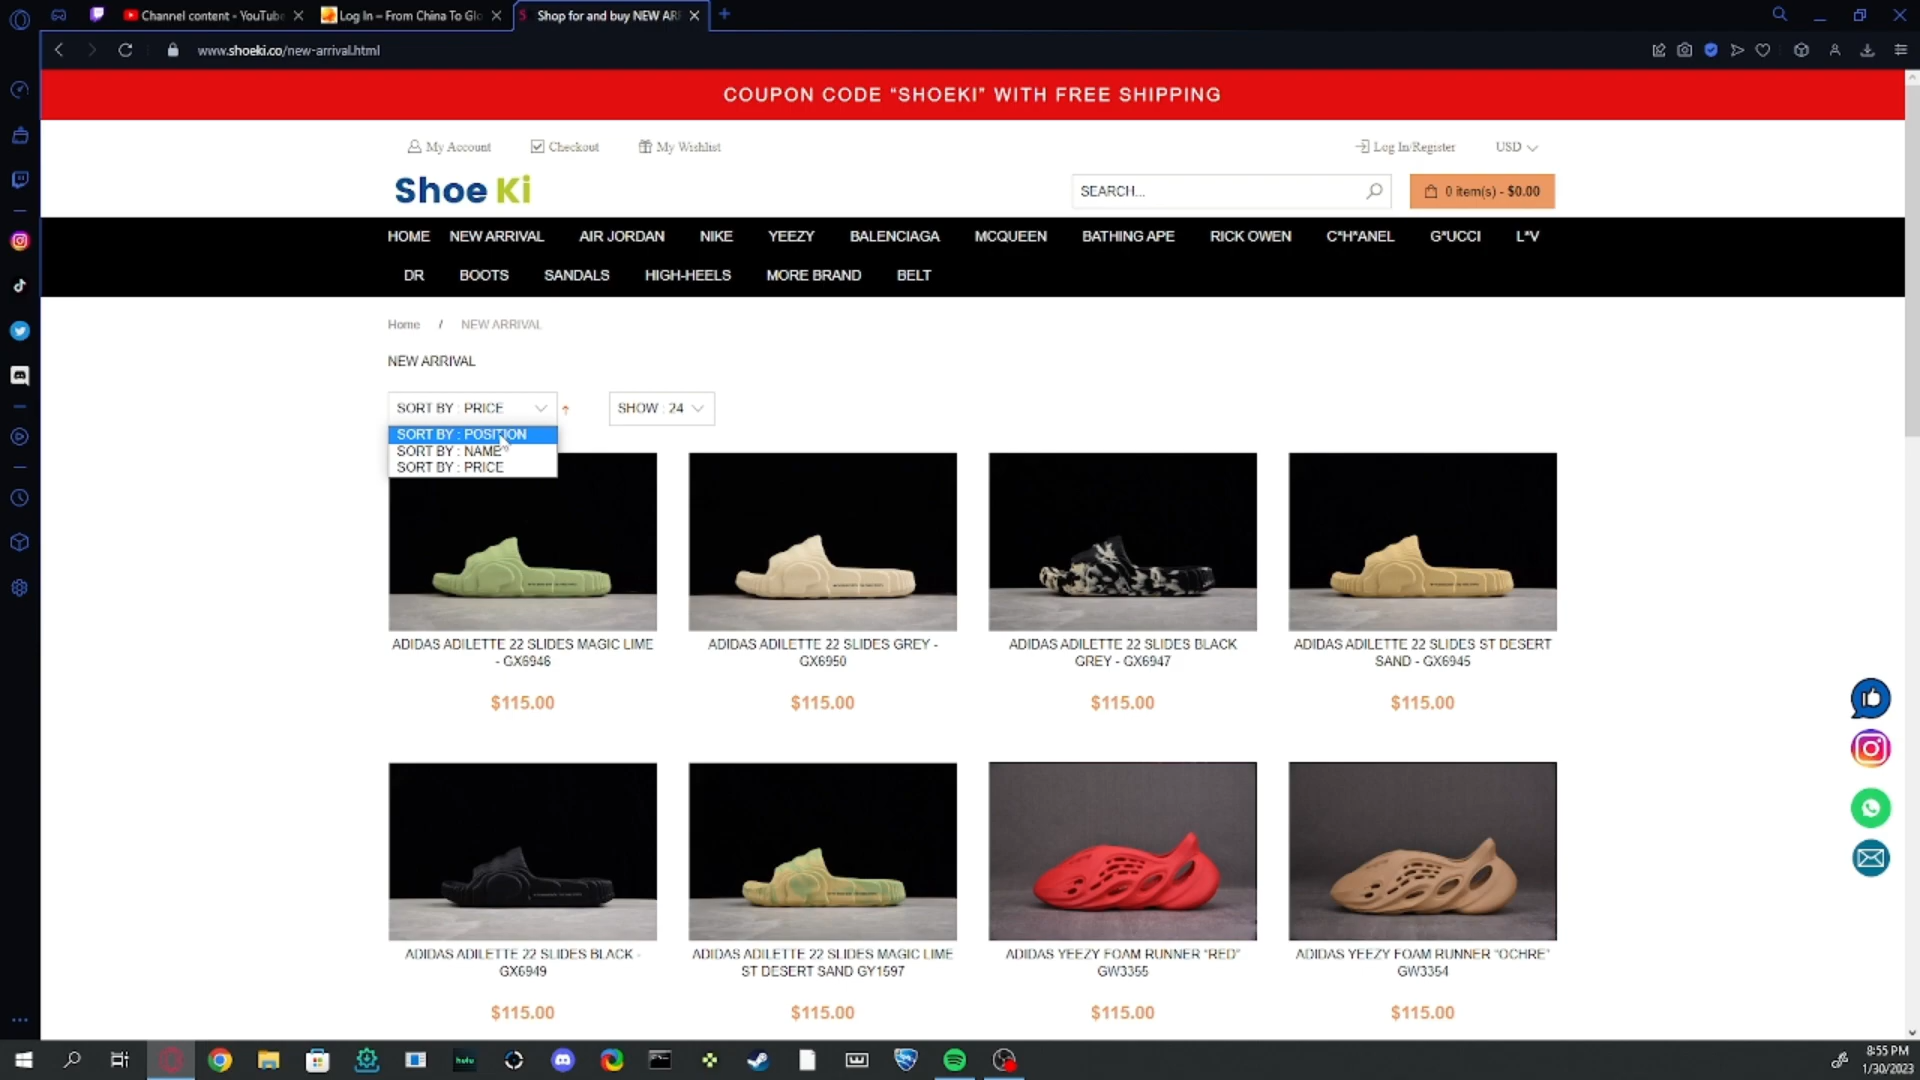 Channel content - YouTube
Log In – From China To Glo
Shop for and buy NEW ARR
www.shoeki.co/new-arrival.html
COUPON CODE “SHOEKI” WITH FREE SHIPPING
My Account Checkout My Wishlist Log In/Register USD
Shoe Ki SEARCH... 0 item(s) - $0.00
HOME NEW ARRIVAL AIR JORDAN NIKE YEEZY BALENCIAGA MCQUEEN BATHING APE RICK OWEN C*H*ANEL G*UCCI L*V
DR BOOTS SANDALS HIGH-HEELS MORE BRAND BELT
Home / NEW ARRIVAL
NEW ARRIVAL
SORT BY : PRICE SHOW : 24
SORT BY : POSITION
SORT BY : NAME
SORT BY : PRICE
ADIDAS ADILETTE 22 SLIDES MAGIC LIME
- GX6946
$115.00
ADIDAS ADILETTE 22 SLIDES GREY -
GX6950
$115.00
ADIDAS ADILETTE 22 SLIDES BLACK
GREY - GX6947
$115.00
ADIDAS ADILETTE 22 SLIDES ST DESERT
SAND - GX6945
$115.00
ADIDAS ADILETTE 22 SLIDES BLACK -
GX6949
$115.00
ADIDAS ADILETTE 22 SLIDES MAGIC LIME
ST DESERT SAND GY1597
$115.00
ADIDAS YEEZY FOAM RUNNER “RED”
GW3355
$115.00
ADIDAS YEEZY FOAM RUNNER “OCHRE”
GW3354
$115.00
hulu
8:55 PM
1/30/2023